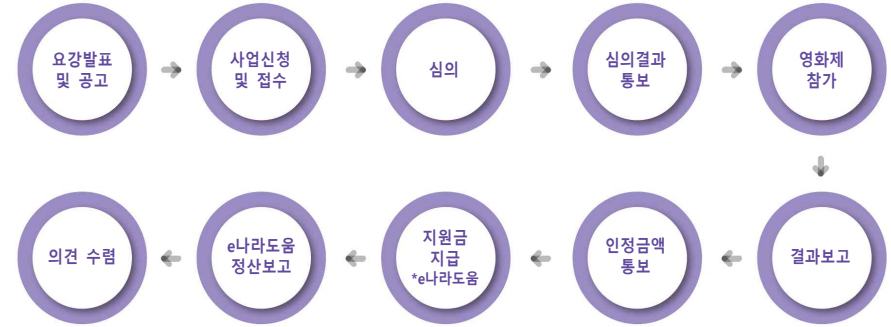 요강발표
및 공고
사업신청
및 접수
심의
심의결과
통보
영화제
참가
결과보고
인정금액
통보
지원금
지급
*e나라도움
e나라도움
정산보고
의견 수렴